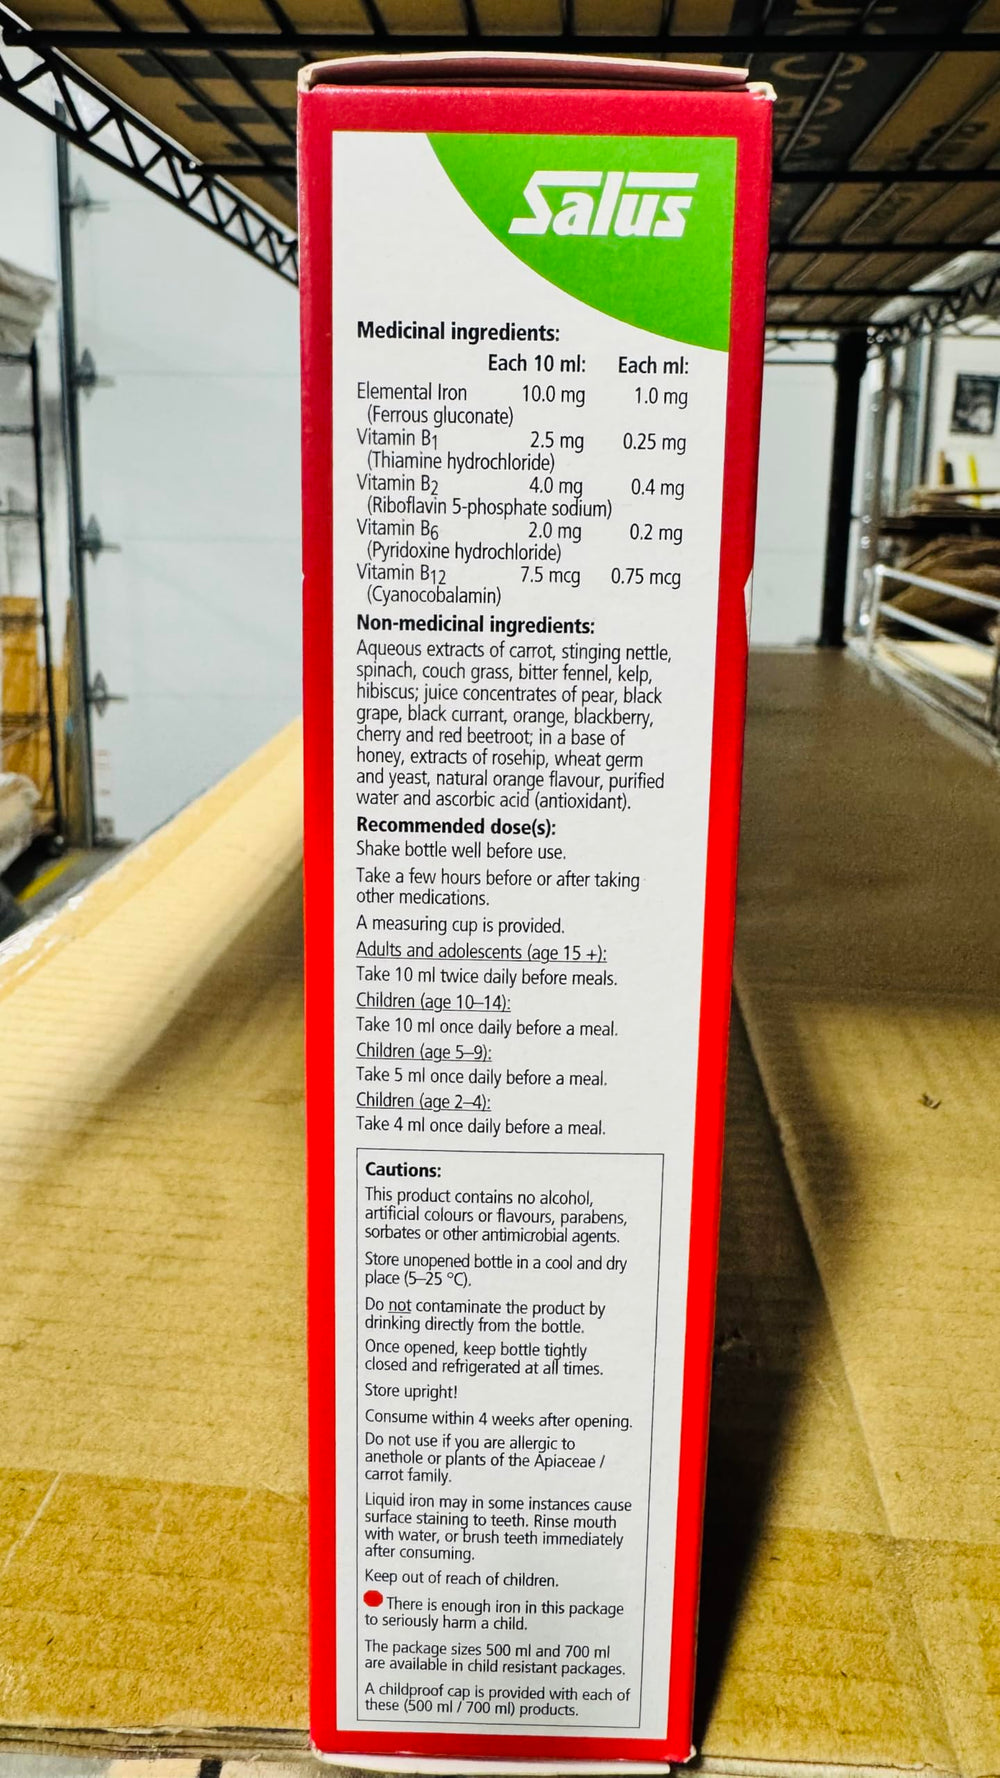 Salus
Medicinal ingredients:
Each 10 ml: Each ml:
Elemental Iron 10.0 mg 1.0 mg
(Ferrous gluconate)
Vitamin B1 2.5 mg 0.25 mg
(Thiamine hydrochloride)
Vitamin B2 4.0 mg 0.4 mg
(Riboflavin 5-phosphate sodium)
Vitamin B6 2.0 mg 0.2 mg
(Pyridoxine hydrochloride)
Vitamin B12 7.5 mcg 0.75 mcg
(Cyanocobalamin)
Non-medicinal ingredients:
Aqueous extracts of carrot, stinging nettle,
spinach, couch grass, bitter fennel, kelp,
hibiscus; juice concentrates of pear, black
grape, black currant, orange, blackberry,
cherry and red beetroot; in a base of
honey, extracts of rosehip, wheat germ
and yeast, natural orange flavour, purified
water and ascorbic acid (antioxidant).
Recommended dose(s):
Shake bottle well before use.
Take a few hours before or after taking
other medications.
A measuring cup is provided.
Adults and adolescents (age 15 +):
Take 10 ml twice daily before meals.
Children (age 10–14):
Take 10 ml once daily before a meal.
Children (age 5–9):
Take 5 ml once daily before a meal.
Children (age 2–4):
Take 4 ml once daily before a meal.
Cautions:
This product contains no alcohol,
artificial colours or flavours, parabens,
sorbates or other antimicrobial agents.
Store unopened bottle in a cool and dry
place (5–25 °C).
Do not contaminate the product by
drinking directly from the bottle.
Once opened, keep bottle tightly
closed and refrigerated at all times.
Store upright!
Consume within 4 weeks after opening.
Do not use if you are allergic to
anethole or plants of the Apiaceae /
carrot family.
Liquid iron may in some instances cause
surface staining to teeth. Rinse mouth
with water, or brush teeth immediately
after consuming.
Keep out of reach of children.
There is enough iron in this package
to seriously harm a child.
The package sizes 500 ml and 700 ml
are available in child resistant packages.
A childproof cap is provided with each of
these (500 ml / 700 ml) products.